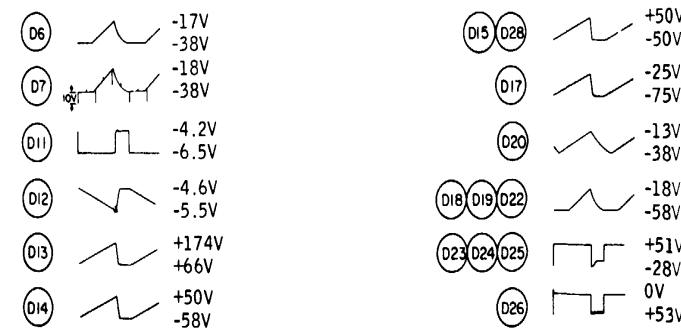 D6 -17V
-38V
D7 -18V
10V -38V
D11 -4.2V
-6.5V
D12 -4.6V
-5.5V
D13 +174V
+66V
D14 +50V
-58V
D15 D28 +50V
-50V
D17 -25V
-75V
D20 -13V
-38V
D18 D19 D22 -18V
-58V
D23 D24 D25 +51V
-28V
D26 0V
+53V